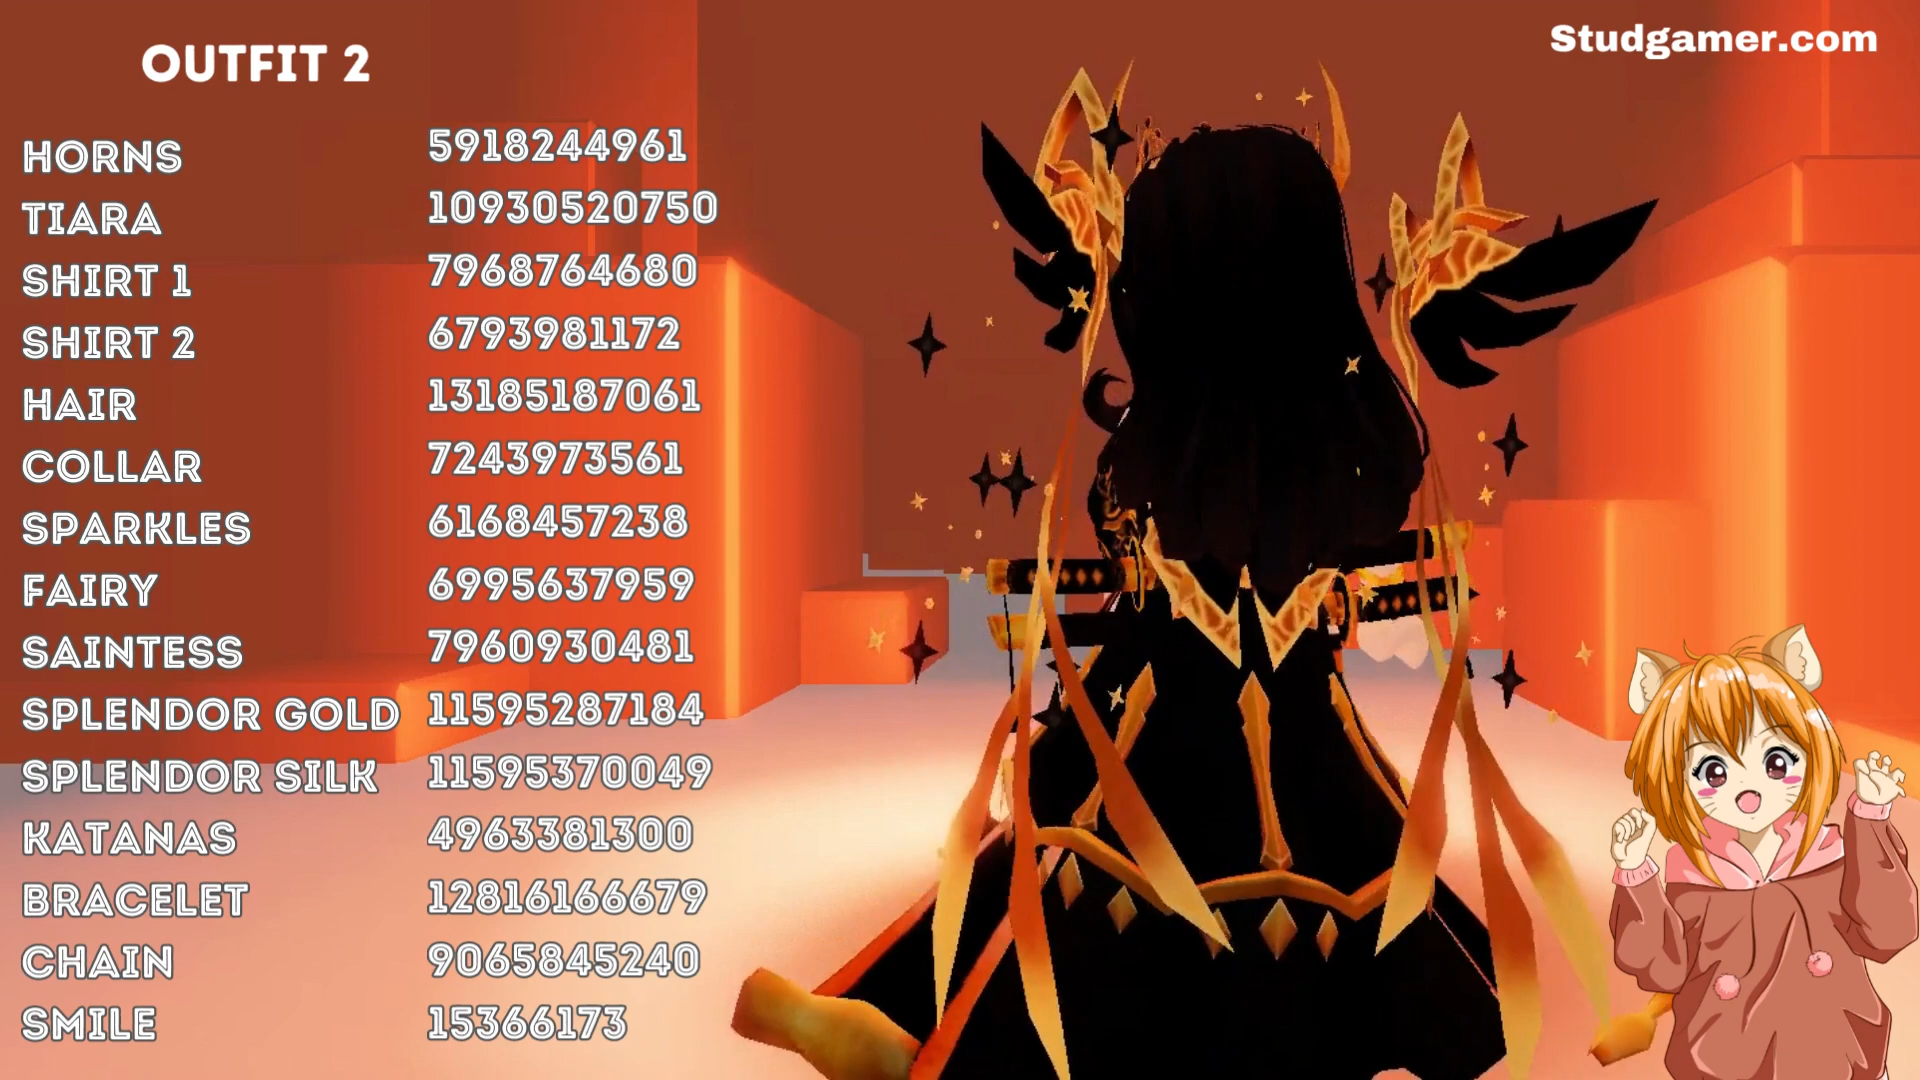 OUTFIT 2
Studgamer.com
HORNS 5918244961
TIARA 10930520750
SHIRT 1 7968764680
SHIRT 2 6793981172
HAIR 13185187061
COLLAR 7243973561
SPARKLES 6168457238
FAIRY 6995637959
SAINTESS 7960930481
SPLENDOR GOLD 11595287184
SPLENDOR SILK 11595370049
KATANAS 4963381300
BRACELET 12816166679
CHAIN 9065845240
SMILE 15366173